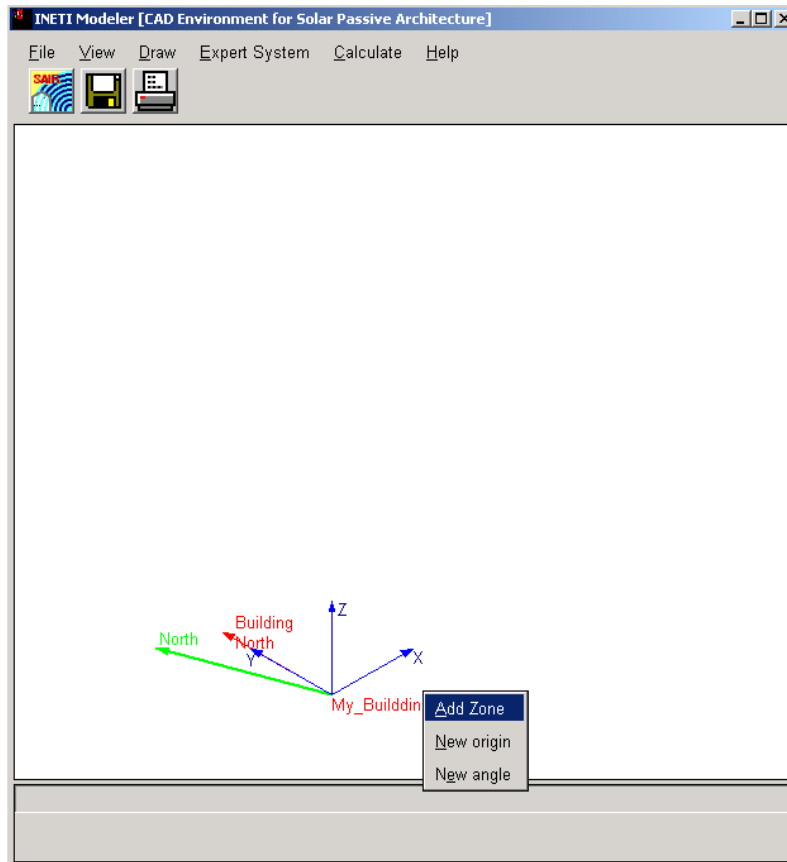 INETI Modeler [CAD Environment for Solar Passive Architecture]
File View Draw Expert System Calculate Help
SAIR
Z
Building
North
North
Y
X
My_Builddin
Add Zone
New origin
New angle